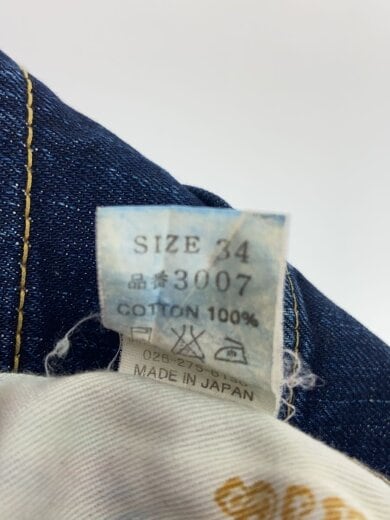 SIZE 34
品番3007
COTTON 100%
MADE IN JAPAN